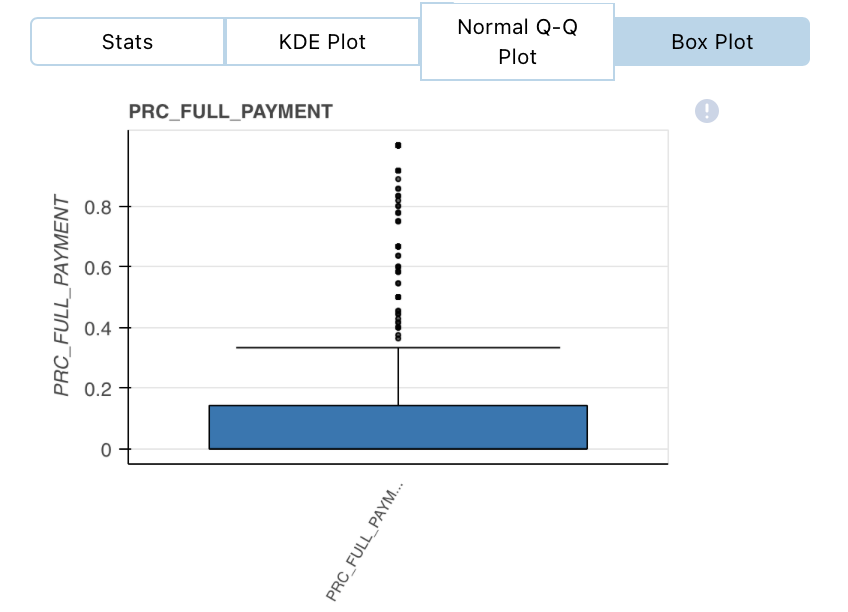 Stats
KDE Plot
Normal Q-Q
Plot
Box Plot
PRC_FULL_PAYMENT
!
PRC_FULL_PAYMENT
0.8
0.6
0.4
0.2
0
PRC_FULL_PAYM...